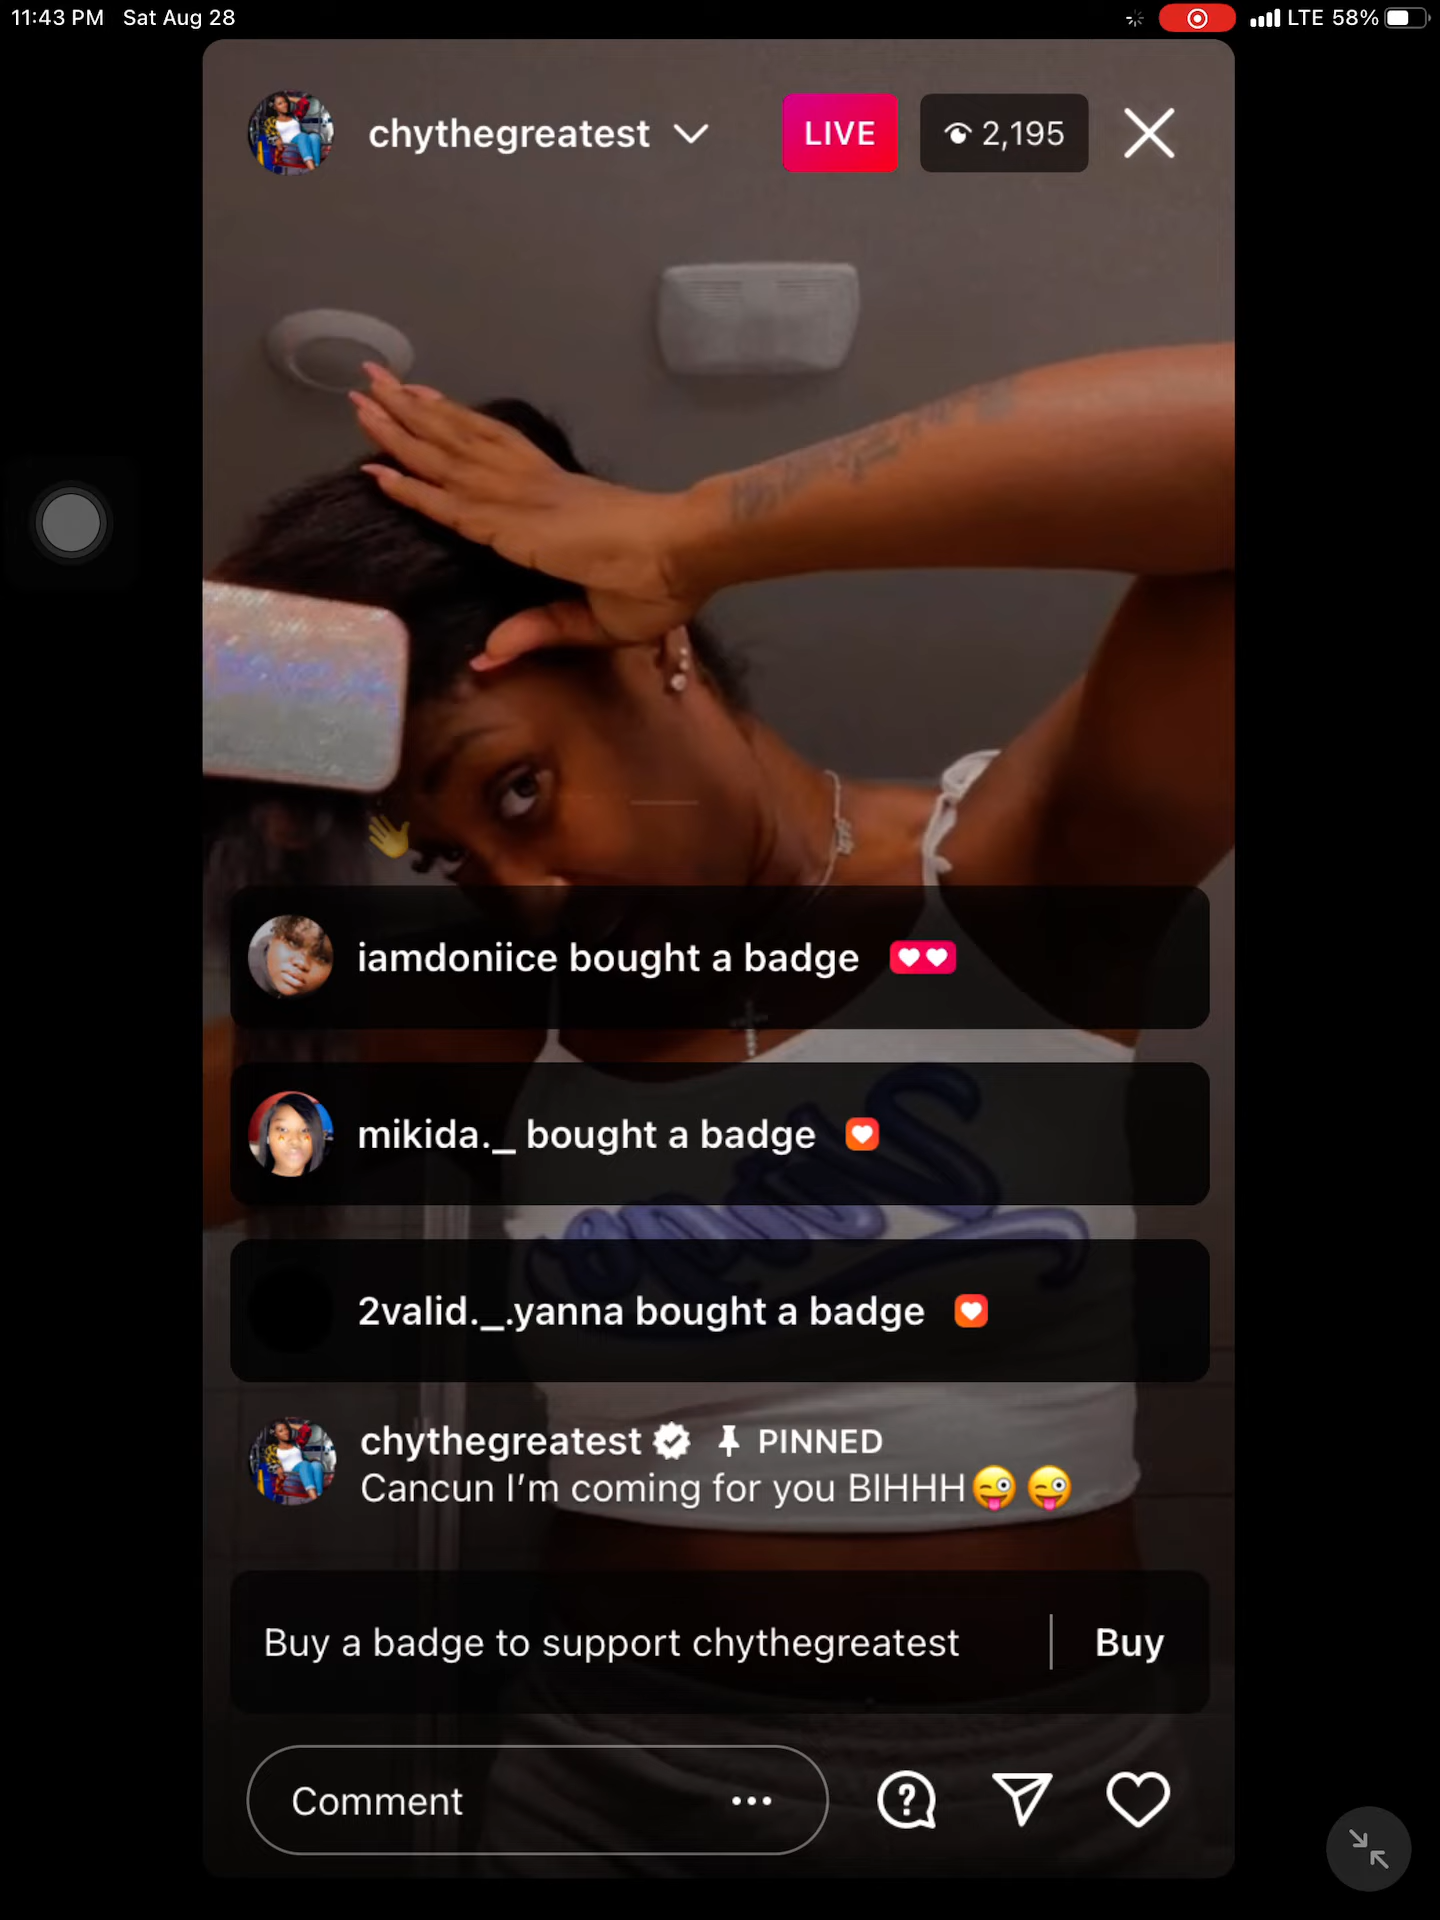 11:43 PM Sat Aug 28
LTE 58%
chythegreatest
LIVE
2,195
iamdoniice bought a badge
mikida._ bought a badge
2valid._.yanna bought a badge
chythegreatest PINNED
Cancun I'm coming for you BIHHH😜😜
Buy a badge to support chythegreatest
Buy
Comment